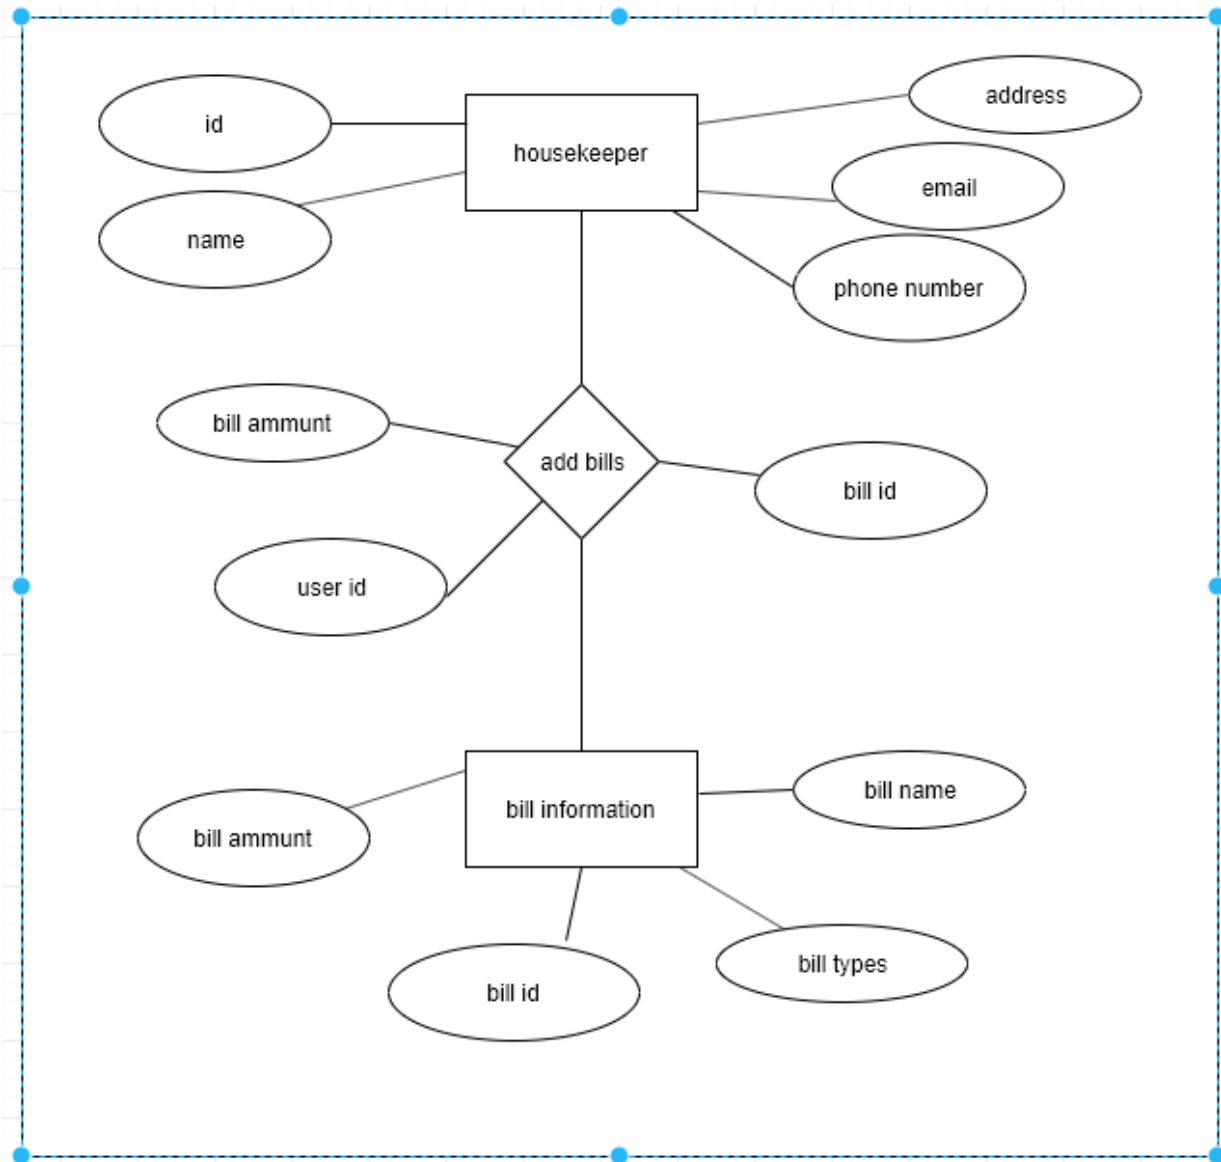 address
id
housekeeper
email
name
phone number
bill ammunt
add bills
bill id
user id
bill name
bill information
bill ammunt
bill types
bill id